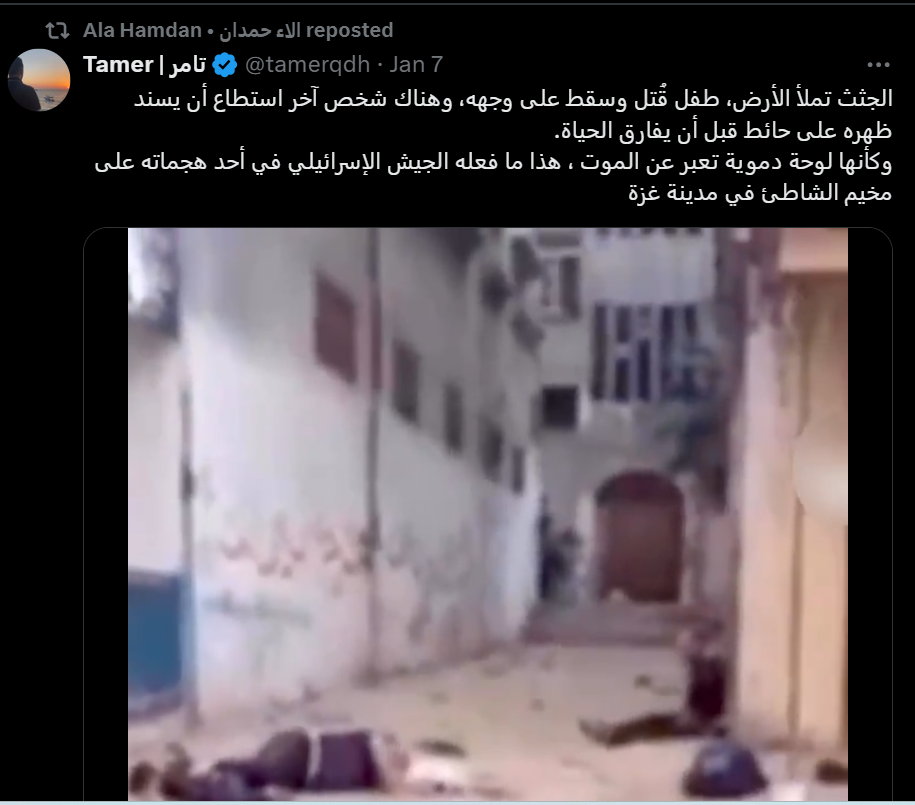 Ala Hamdan • الاء حمدان reposted
Tamer | تامر @tamerqdh · Jan 7
الجثث تملأ الأرض، طفل قُتل وسقط على وجهه، وهناك شخص آخر استطاع أن يسند
ظهره على حائط قبل أن يفارق الحياة.
وكأنها لوحة دموية تعبر عن الموت ، هذا ما فعله الجيش الإسرائيلي في أحد هجماته على
مخيم الشاطئ في مدينة غزة